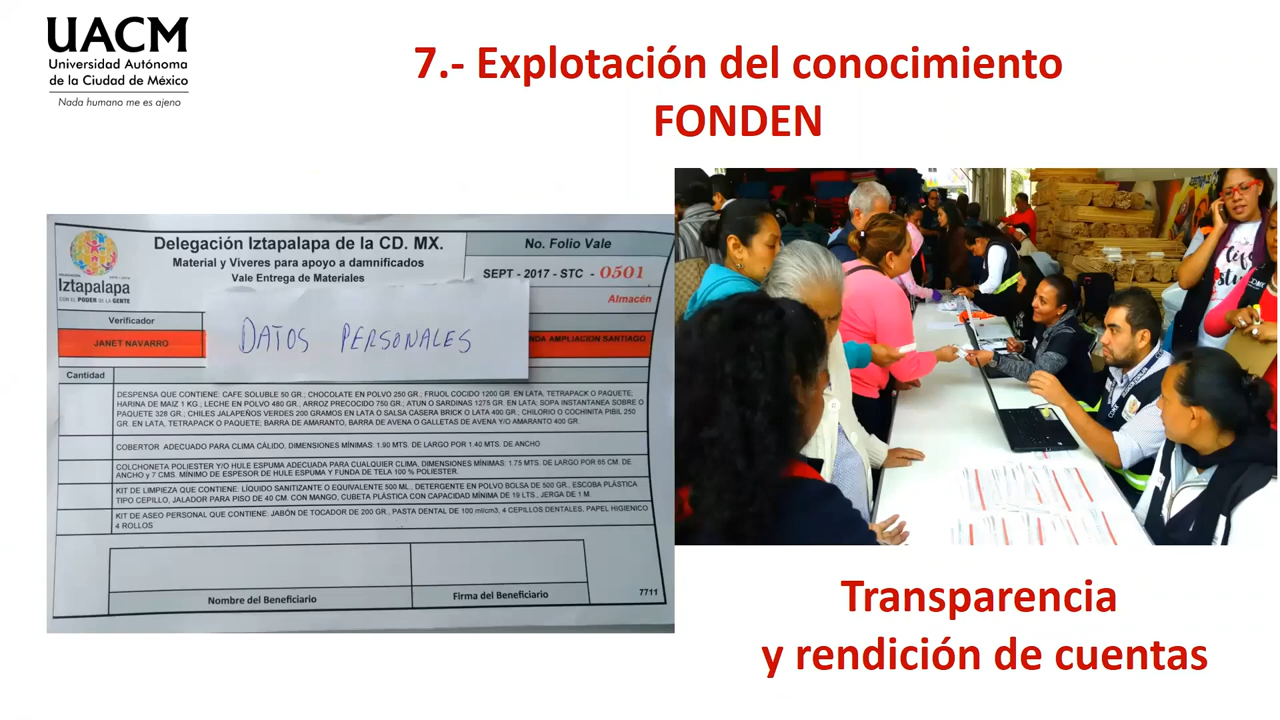 UACM
Universidad Autónoma
de la Ciudad de México
Nada humano me es ajeno
7.- Explotación del conocimiento
FONDEN
Delegación Iztapalapa de la CD. MX.
Material y Viveres para apoyo a damnificados
Vale Entrega de Materiales
No. Folio Vale
SEPT - 2017 - STC - 0501
Almacén
Iztapalapa
CON EL PODER DE LA GENTE
Verificador
JANET NAVARRO
DATOS PERSONALES
NDA AMPLIACION SANTIAGO
Cantidad
DESPENSA QUE CONTIENE: CAFE SOLUBLE 50 GR.; CHOCOLATE EN POLVO 250 GR.; FRIJOL COCIDO 1200 GR. EN LATA, TETRAPACK O PAQUETE;
HARINA DE MAIZ 1 KG.; LECHE EN POLVO 480 GR.; ARROZ PRECOCIDO 750 GR.; ATUN O SARDINAS 1275 GR. EN LATA; SOPA INSTANTANEA SOBRE O
PAQUETE 328 GR.; CHILES JALAPEÑOS VERDES 200 GRAMOS EN LATA O SALSA CASERA BRICK O LATA 400 GR.; CHILORIO O COCHINITA PIBIL 250
GR. EN LATA, TETRAPACK O PAQUETE; BARRA DE AMARANTO, BARRA DE AVENA O GALLETAS DE AVENA Y/O AMARANTO 400 GR.
COBERTOR ADECUADO PARA CLIMA CÁLIDO, DIMENSIONES MÍNIMAS: 1.90 MTS. DE LARGO POR 1.40 MTS. DE ANCHO
COLCHONETA POLIESTER Y/O HULE ESPUMA ADECUADA PARA CUALQUIER CLIMA, DIMENSIONES MÍNIMAS: 1.75 MTS. DE LARGO POR 65 CM. DE
ANCHO y 7 CMS. MÍNIMO DE ESPESOR DE HULE ESPUMA Y FUNDA DE TELA 100 % POLIESTER.
KIT DE LIMPIEZA QUE CONTIENE: LÍQUIDO SANITIZANTE O EQUIVALENTE 500 ML., DETERGENTE EN POLVO BOLSA DE 500 GR., ESCOBA PLÁSTICA
TIPO CEPILLO, JALADOR PARA PISO DE 40 CM. CON MANGO, CUBETA PLÁSTICA CON CAPACIDAD MÍNIMA DE 19 LTS., JERGA DE 1 M.
KIT DE ASEO PERSONAL QUE CONTIENE: JABÓN DE TOCADOR DE 200 GR., PASTA DENTAL DE 100 ml/cm3, 4 CEPILLOS DENTALES, PAPEL HIGIENICO
4 ROLLOS
Nombre del Beneficiario
Firma del Beneficiario
7711
Transparencia
y rendición de cuentas